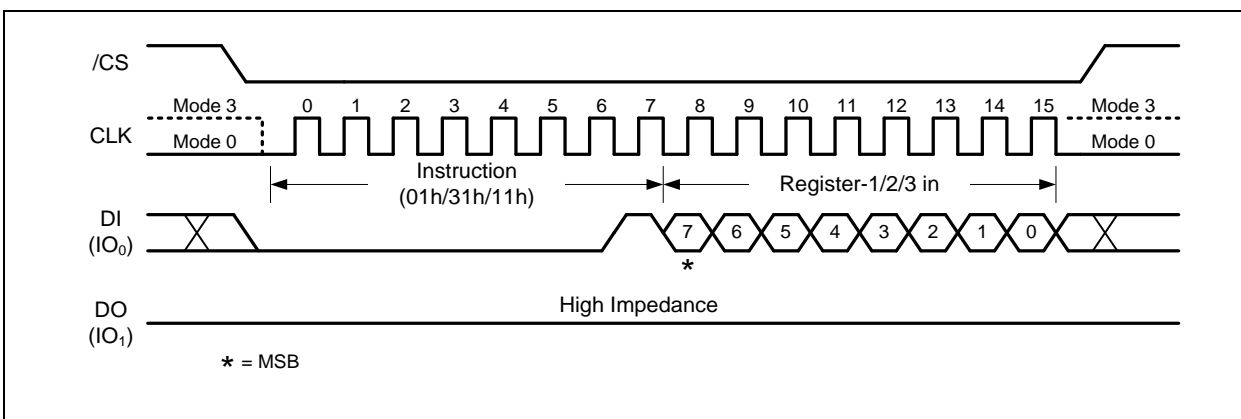 /CS
Mode 3 0 1 2 3 4 5 6 7 8 9 10 11 12 13 14 15 Mode 3
CLK
Mode 0 Mode 0
Instruction
(01h/31h/11h)
Register-1/2/3 in
DI
(IO₀)
7 6 5 4 3 2 1 0
*
High Impedance
DO
(IO₁)
* = MSB